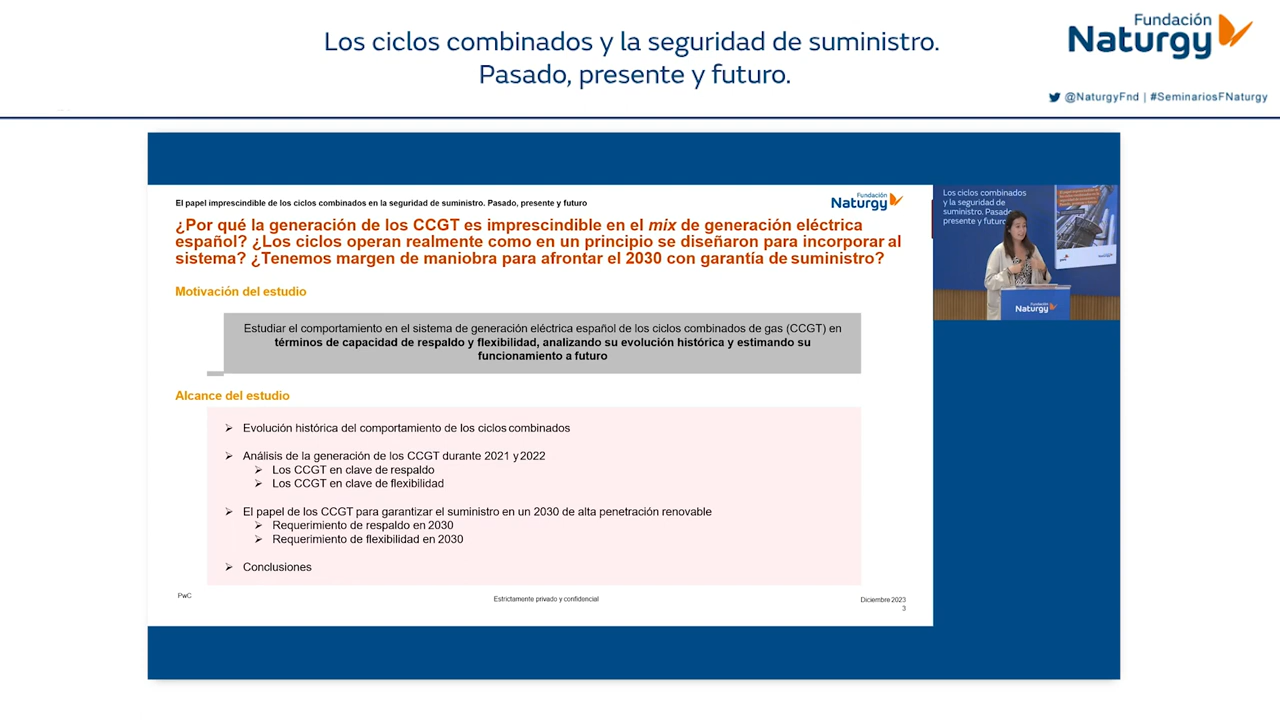 Los ciclos combinados y la seguridad de suministro.
Pasado, presente y futuro.
Fundación
Naturgy
@NaturgyFnd | #SeminariosFNaturgy
El papel imprescindible de los ciclos combinados en la seguridad de suministro. Pasado, presente y futuro
Fundación
Naturgy
¿Por qué la generación de los CCGT es imprescindible en el mix de generación eléctrica
español? ¿Los ciclos operan realmente como en un principio se diseñaron para incorporar al
sistema? ¿Tenemos margen de maniobra para afrontar el 2030 con garantía de suministro?
Motivación del estudio
Estudiar el comportamiento en el sistema de generación eléctrica español de los ciclos combinados de gas (CCGT) en
términos de capacidad de respaldo y flexibilidad, analizando su evolución histórica y estimando su
funcionamiento a futuro
Alcance del estudio
➢ Evolución histórica del comportamiento de los ciclos combinados
➢ Análisis de la generación de los CCGT durante 2021 y 2022
➢ Los CCGT en clave de respaldo
➢ Los CCGT en clave de flexibilidad
➢ El papel de los CCGT para garantizar el suministro en un 2030 de alta penetración renovable
➢ Requerimiento de respaldo en 2030
➢ Requerimiento de flexibilidad en 2030
➢ Conclusiones
PwC
Estrictamente privado y confidencial
Diciembre 2023
3
Los ciclos combinados
y la seguridad de
suministro. Pasado,
presente y futuro
Fundación
Naturgy